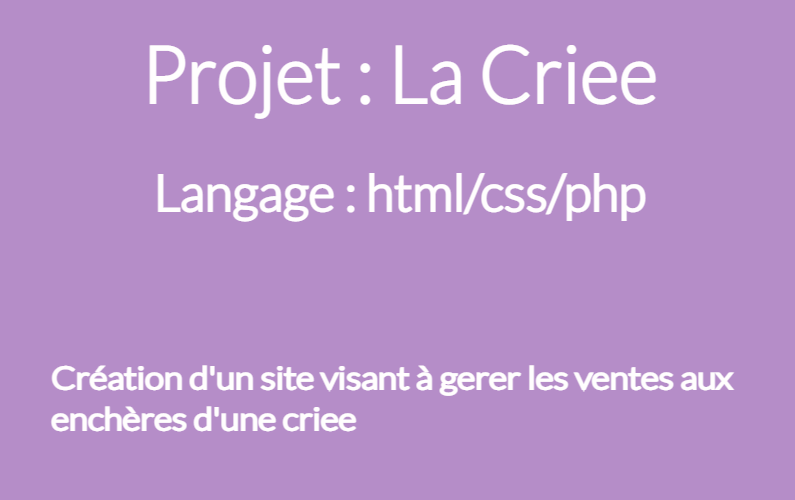 Projet : La Criee
Langage : html/css/php
Création d'un site visant à gerer les ventes aux
enchères d'une criee